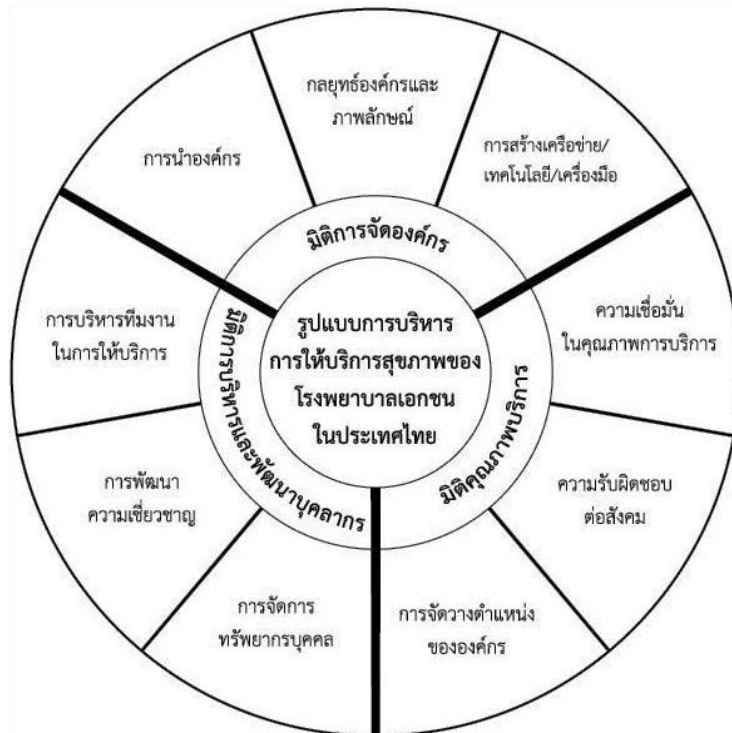 กลยุทธ์องค์กรและ
ภาพลักษณ์
การสร้างเครือข่าย/
เทคโนโลยี/เครื่องมือ
ความเชื่อมั่น
ในคุณภาพการบริการ
ความรับผิดชอบ
ต่อสังคม
การจัดวางตำแหน่ง
ขององค์กร
การจัดการ
ทรัพยากรบุคคล
การพัฒนา
ความเชี่ยวชาญ
การบริหารทีมงาน
ในการให้บริการ
การนำองค์กร
มิติการจัดองค์กร
มิติคุณภาพบริการ
มิติการบริหารและพัฒนาบุคลากร
รูปแบบการบริหาร
การให้บริการสุขภาพของ
โรงพยาบาลเอกชน
ในประเทศไทย